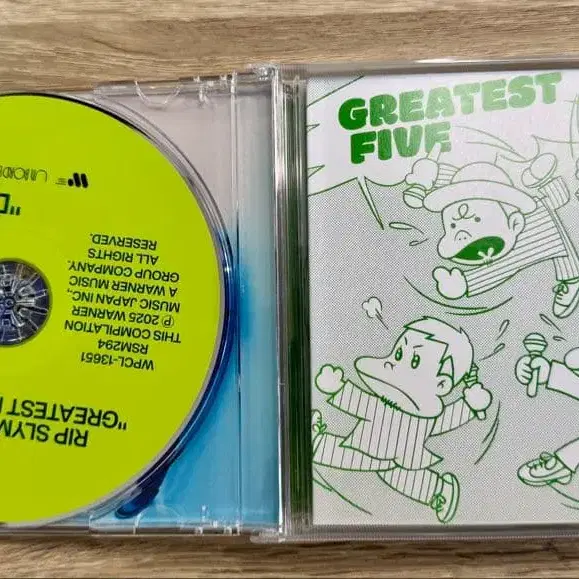 GREATEST
FIVE
RIP SLYM
"GREATEST
WPCL-13651
RSM294
THIS COMPILATION
℗ 2025 WARNER
MUSIC JAPAN INC.,
A WARNER MUSIC
GROUP COMPANY.
ALL RIGHTS
RESERVED.